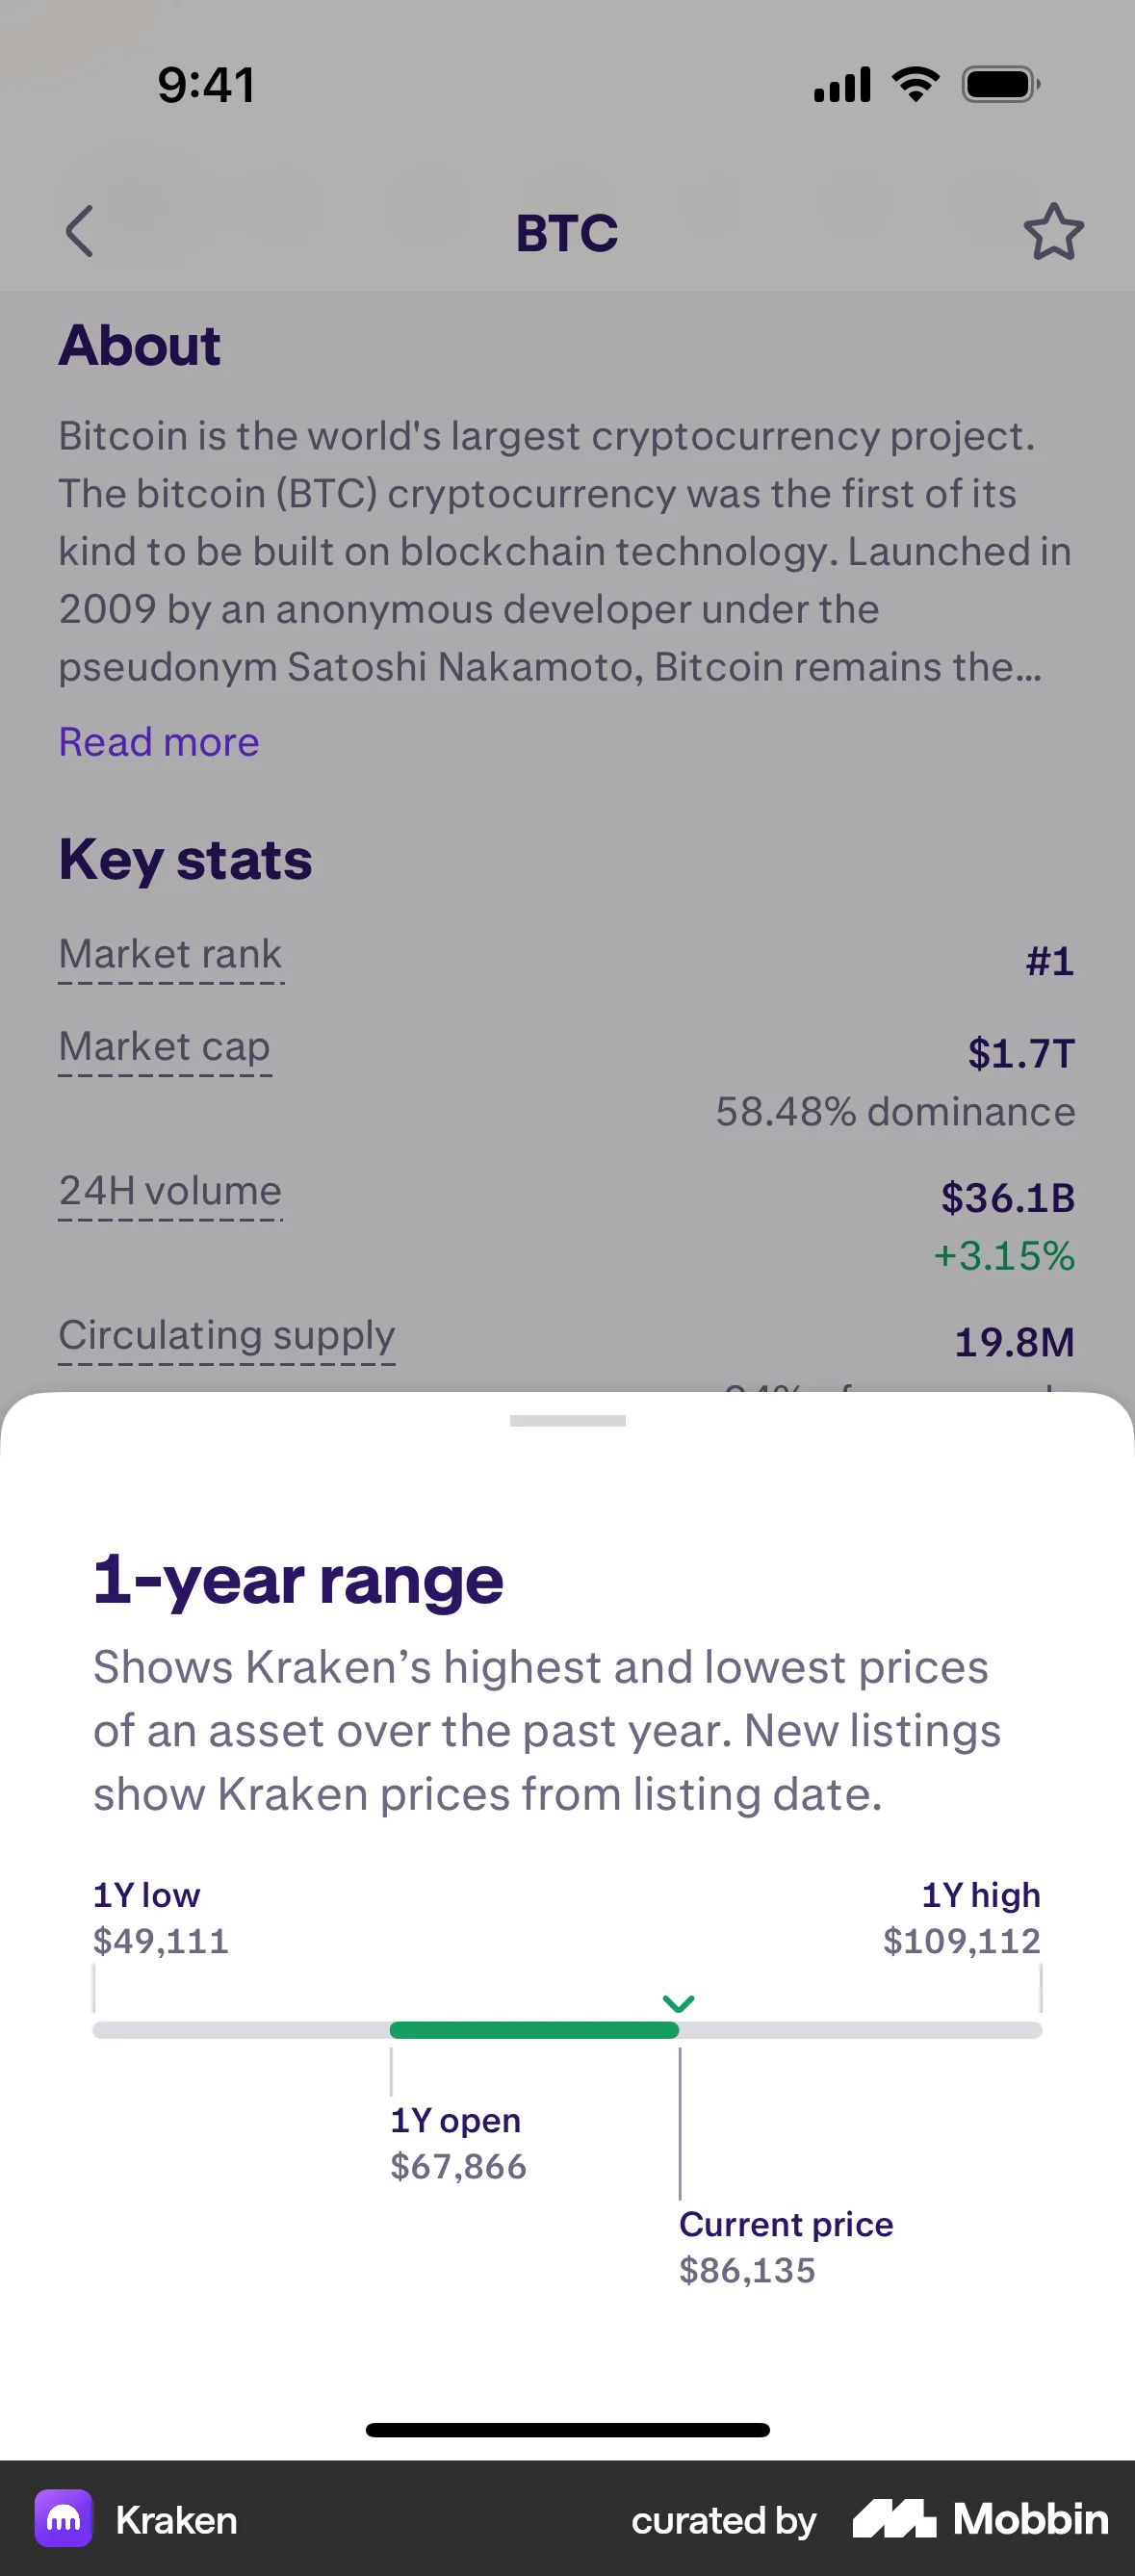 9:41
BTC
About
Bitcoin is the world's largest cryptocurrency project.
The bitcoin (BTC) cryptocurrency was the first of its
kind to be built on blockchain technology. Launched in
2009 by an anonymous developer under the
pseudonym Satoshi Nakamoto, Bitcoin remains the...
Read more
Key stats
Market rank
#1
Market cap
$1.7T
58.48% dominance
24H volume
$36.1B
+3.15%
Circulating supply
19.8M
1-year range
Shows Kraken’s highest and lowest prices
of an asset over the past year. New listings
show Kraken prices from listing date.
1Y low
$49,111
1Y high
$109,112
1Y open
$67,866
Current price
$86,135
Kraken
curated by
Mobbin